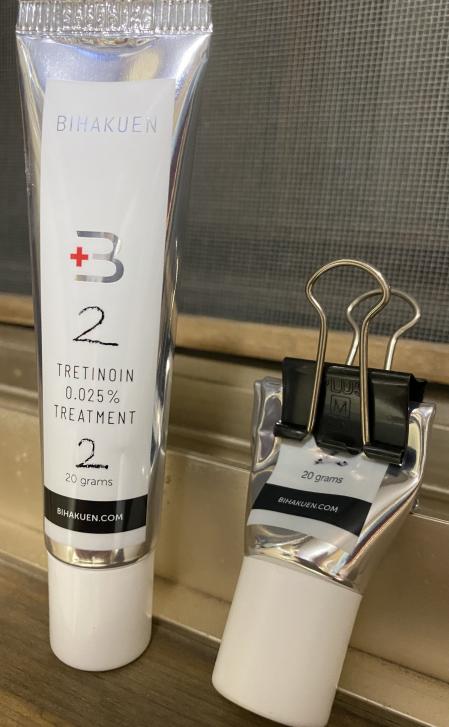 BIHAKUEN
+B
2
TRETINOIN
0.025%
TREATMENT
2
20 grams
BIHAKUEN.COM
M
20 grams
BIHAKUEN.COM